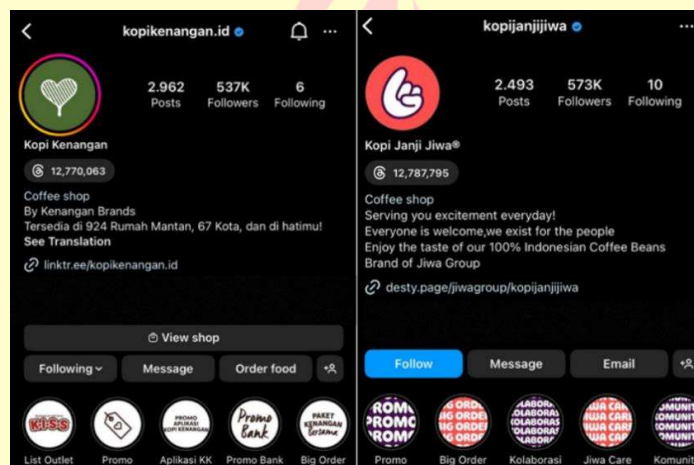 kopikenangan.id
2.962 537K 6
Posts Followers Following
Kopi Kenangan
12,770,063
Coffee shop
By Kenangan Brands
Tersedia di 924 Rumah Mantan, 67 Kota, dan di hatimu!
See Translation
linktr.ee/kopikenangan.id
View shop
Following Message Order food
K.I.S.S
PROMO
APLIKASI
KOPI KENANGAN
Promo
Bank
PAKET
KENANGAN
Bersama
List Outlet Promo Aplikasi KK Promo Bank Big Order
kopijanjijiwa
2.493 573K 10
Posts Followers Following
Kopi Janji Jiwa®
12,787,795
Coffee shop
Serving you excitement everyday!
Everyone is welcome,we exist for the people
Enjoy the taste of our 100% Indonesian Coffee Beans
Brand of Jiwa Group
desty.page/jiwagroup/kopijanjijiwa
Follow Message Email
Promo Big Order Kolaborasi Jiwa Care Komunit